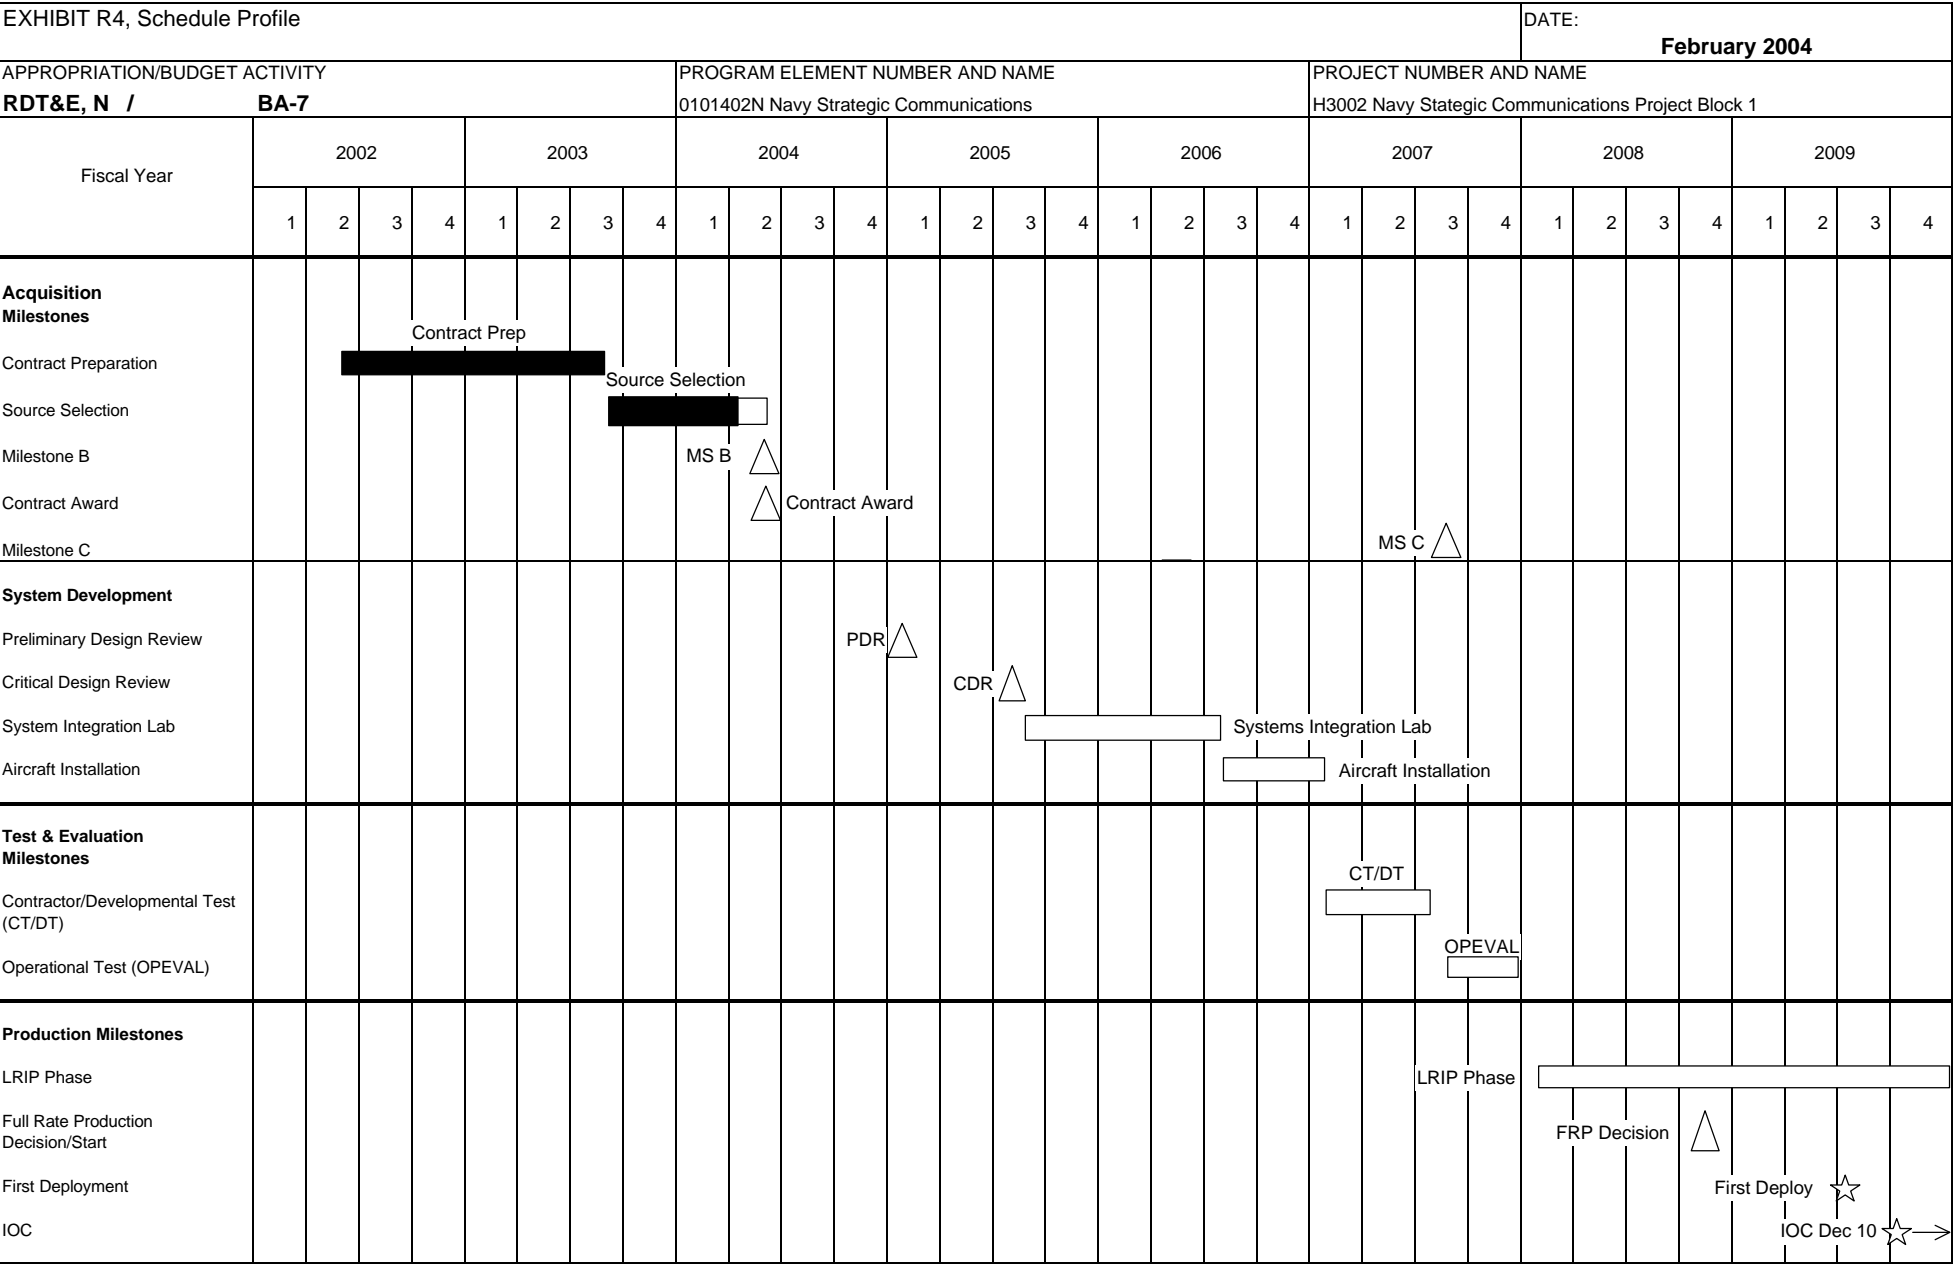 EXHIBIT R4, Schedule Profile
DATE:
February 2004
APPROPRIATION/BUDGET ACTIVITY
PROGRAM ELEMENT NUMBER AND NAME
PROJECT NUMBER AND NAME
RDT&E, N / BA-7
0101402N Navy Strategic Communications
H3002 Navy Stategic Communications Project Block 1
Fiscal Year
2002 2003 2004 2005 2006 2007 2008 2009
1 2 3 4 1 2 3 4 1 2 3 4 1 2 3 4 1 2 3 4 1 2 3 4 1 2 3 4 1 2 3 4
Acquisition
Milestones
Contract Prep
Contract Preparation
Source Selection
Source Selection
Milestone B
MS B
Contract Award
Contract Award
MS C
Milestone C
System Development
Preliminary Design Review
PDR
Critical Design Review
CDR
System Integration Lab
Systems Integration Lab
Aircraft Installation
Aircraft Installation
Test & Evaluation
Milestones
CT/DT
Contractor/Developmental Test
(CT/DT)
OPEVAL
Operational Test (OPEVAL)
Production Milestones
LRIP Phase
LRIP Phase
Full Rate Production
Decision/Start
FRP Decision
First Deployment
First Deploy
IOC
IOC Dec 10